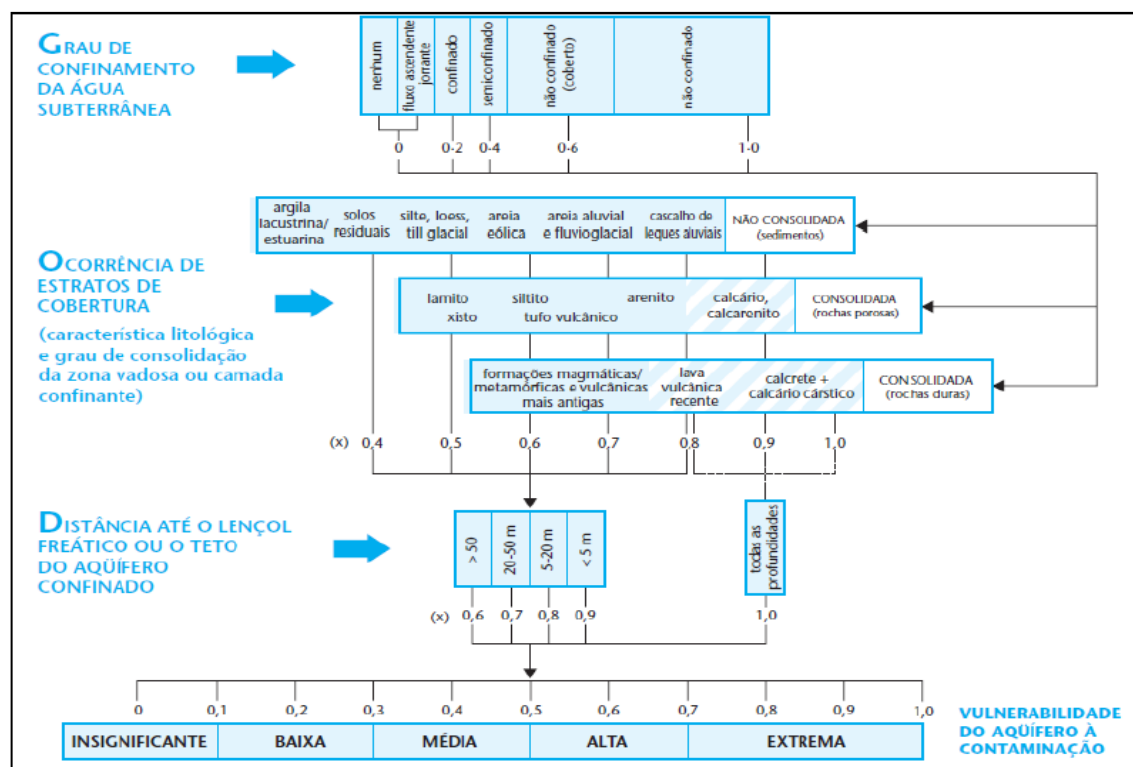 GRAU DE
CONFINAMENTO
DA ÁGUA
SUBTERRÂNEA
nenhum
fluxo ascendente
jorrante
confinado
semiconfinado
não confinado
(coberto)
não confinado
0
0·2
0·4
0·6
1·0
argila
lacustrina/
estuarina
solos
residuais
silte, loess,
till glacial
areia
eólica
areia aluvial
e fluvioglacial
cascalho de
leques aluviais
NÃO CONSOLIDADA
(sedimentos)
OCORRÊNCIA DE
ESTRATOS DE
COBERTURA
(característica litológica
e grau de consolidação
da zona vadosa ou camada
confinante)
lamito
xisto
siltito
tufo vulcânico
arenito
calcário,
calcarenito
CONSOLIDADA
(rochas porosas)
formações magmáticas/
metamórficas e vulcânicas
mais antigas
lava
vulcânica
recente
calcrete +
calcário cárstico
CONSOLIDADA
(rochas duras)
(x) 0,4 0,5 0,6 0,7 0,8 0,9 1,0
DISTÂNCIA ATÉ O LENÇOL
FREÁTICO OU O TETO
DO AQÜÍFERO
CONFINADO
> 50
20-50 m
5-20 m
< 5 m
todas as
profundidades
(x) 0,6 0,7 0,8 0,9 1,0
0 0,1 0,2 0,3 0,4 0,5 0,6 0,7 0,8 0,9 1,0
INSIGNIFICANTE BAIXA MÉDIA ALTA EXTREMA
VULNERABILIDADE
DO AQÜÍFERO À
CONTAMINAÇÃO